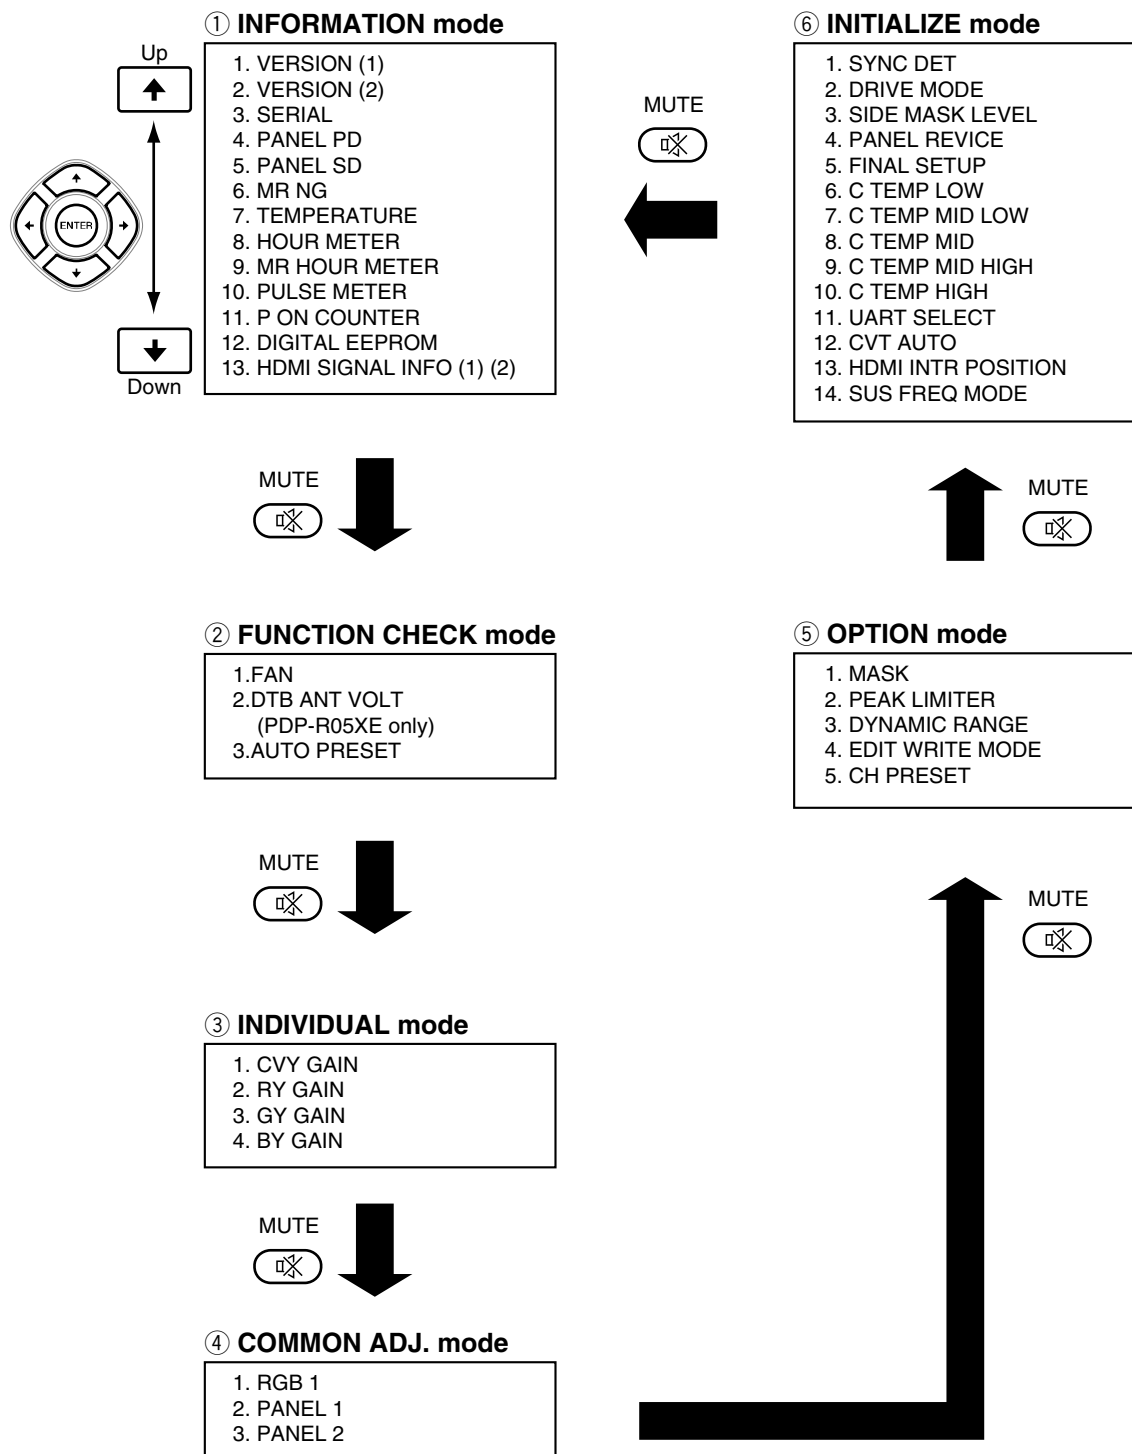 ① INFORMATION mode
Up
ENTER
Down
1. VERSION (1)
2. VERSION (2)
3. SERIAL
4. PANEL PD
5. PANEL SD
6. MR NG
7. TEMPERATURE
8. HOUR METER
9. MR HOUR METER
10. PULSE METER
11. P ON COUNTER
12. DIGITAL EEPROM
13. HDMI SIGNAL INFO (1) (2)
MUTE
⑥ INITIALIZE mode
1. SYNC DET
2. DRIVE MODE
3. SIDE MASK LEVEL
4. PANEL REVICE
5. FINAL SETUP
6. C TEMP LOW
7. C TEMP MID LOW
8. C TEMP MID
9. C TEMP MID HIGH
10. C TEMP HIGH
11. UART SELECT
12. CVT AUTO
13. HDMI INTR POSITION
14. SUS FREQ MODE
MUTE
MUTE
② FUNCTION CHECK mode
1.FAN
2.DTB ANT VOLT
(PDP-R05XE only)
3.AUTO PRESET
⑤ OPTION mode
1. MASK
2. PEAK LIMITER
3. DYNAMIC RANGE
4. EDIT WRITE MODE
5. CH PRESET
MUTE
MUTE
③ INDIVIDUAL mode
1. CVY GAIN
2. RY GAIN
3. GY GAIN
4. BY GAIN
MUTE
④ COMMON ADJ. mode
1. RGB 1
2. PANEL 1
3. PANEL 2